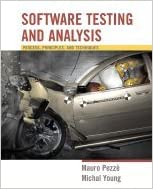 SOFTWARE TESTING
AND ANALYSIS
PROCESS, PRINCIPLES, AND TECHNIQUES
Mauro Pezzè
Michal Young